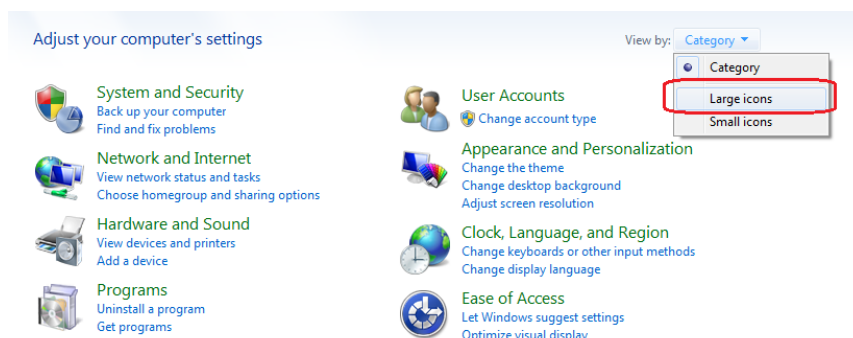 Adjust your computer's settings
View by: Category
Category
Large icons
Small icons
System and Security
Back up your computer
Find and fix problems
Network and Internet
View network status and tasks
Choose homegroup and sharing options
Hardware and Sound
View devices and printers
Add a device
Programs
Uninstall a program
Get programs
User Accounts
Change account type
Appearance and Personalization
Change the theme
Change desktop background
Adjust screen resolution
Clock, Language, and Region
Change keyboards or other input methods
Change display language
Ease of Access
Let Windows suggest settings
Optimize visual display